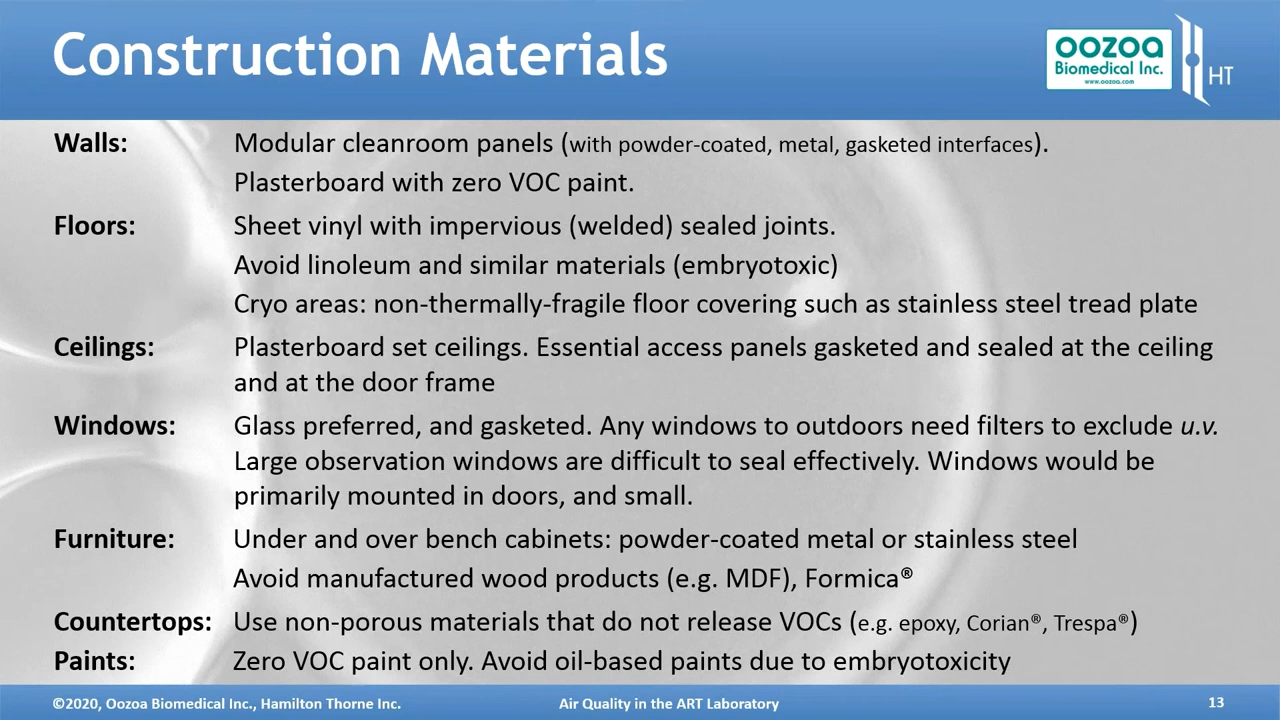 Construction Materials
oozoa
Biomedical Inc.
www.oozoa.com
HT
Walls: Modular cleanroom panels (with powder-coated, metal, gasketed interfaces).
Plasterboard with zero VOC paint.
Floors: Sheet vinyl with impervious (welded) sealed joints.
Avoid linoleum and similar materials (embryotoxic)
Cryo areas: non-thermally-fragile floor covering such as stainless steel tread plate
Ceilings: Plasterboard set ceilings. Essential access panels gasketed and sealed at the ceiling
and at the door frame
Windows: Glass preferred, and gasketed. Any windows to outdoors need filters to exclude u.v.
Large observation windows are difficult to seal effectively. Windows would be
primarily mounted in doors, and small.
Furniture: Under and over bench cabinets: powder-coated metal or stainless steel
Avoid manufactured wood products (e.g. MDF), Formica®
Countertops: Use non-porous materials that do not release VOCs (e.g. epoxy, Corian®, Trespa®)
Paints: Zero VOC paint only. Avoid oil-based paints due to embryotoxicity
©2020, Oozoa Biomedical Inc., Hamilton Thorne Inc. Air Quality in the ART Laboratory 13